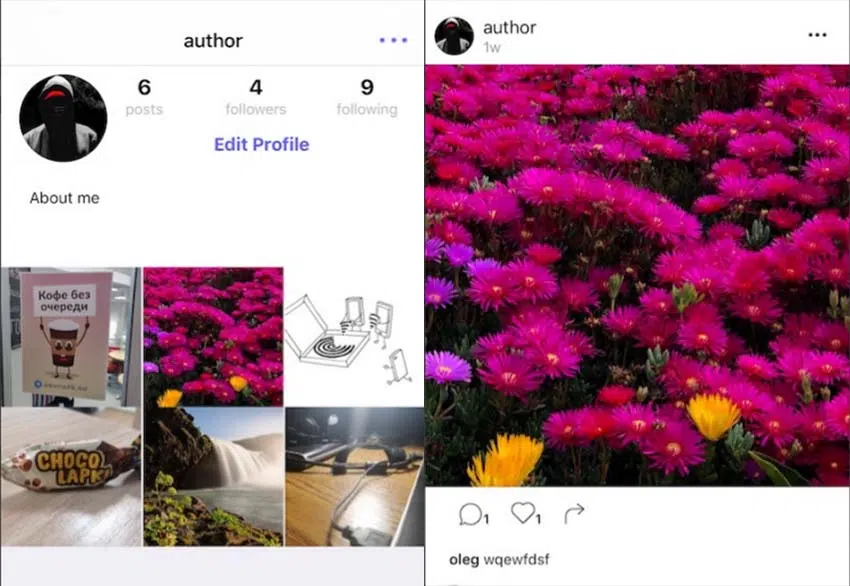 author
6
4
9
posts
followers
following
Edit Profile
About me
Кофе без
очереди
CHOCO
LAPK
author
1w
1
1
oleg wqewfdsf